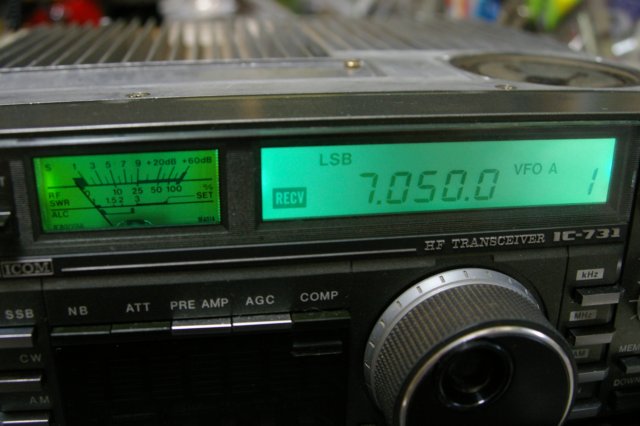 S 1 3 5 7 9 +20dB +60dB
RF 10 25 50 100 %
SWR 1 1.5 2 3 SET
ALC
LSB
7.050.0 VFO A 1
RECV
HF TRANSCEIVER IC-731
ICOM
kHz
MHz
NB ATT PRE AMP AGC COMP
SSB
CW
AM
DOWN